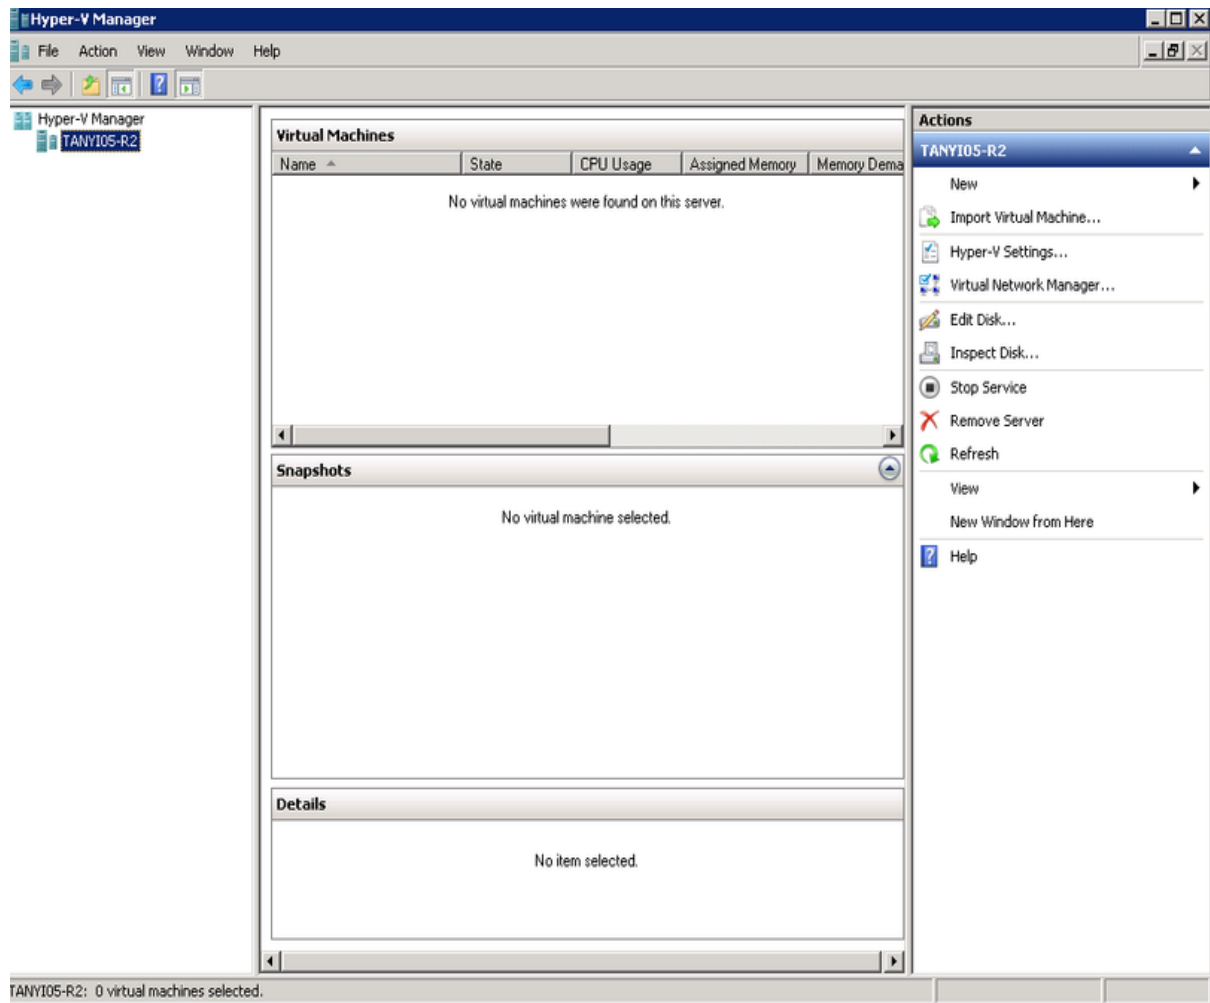 Hyper-V Manager
File Action View Window Help
Hyper-V Manager
TANYI05-R2
Virtual Machines
Name State CPU Usage Assigned Memory Memory Dema
No virtual machines were found on this server.
Snapshots
No virtual machine selected.
Details
No item selected.
Actions
TANYI05-R2
New
Import Virtual Machine...
Hyper-V Settings...
Virtual Network Manager...
Edit Disk...
Inspect Disk...
Stop Service
Remove Server
Refresh
View
New Window from Here
Help
TANYI05-R2: 0 virtual machines selected.